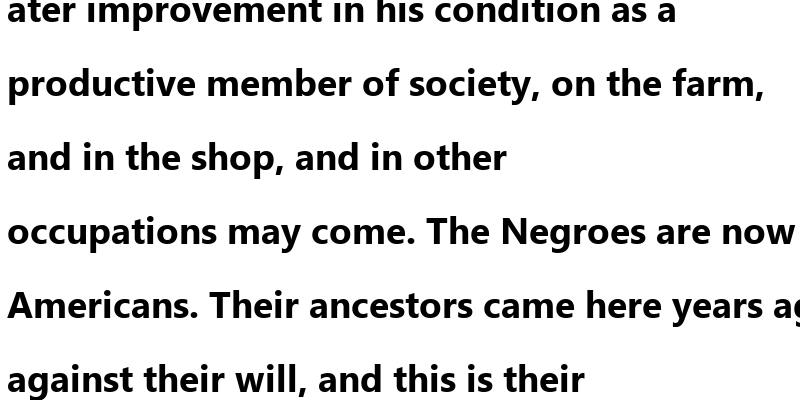 ater improvement in his condition as a
productive member of society, on the farm,
and in the shop, and in other
occupations may come. The Negroes are now
Americans. Their ancestors came here years
against their will, and this is their